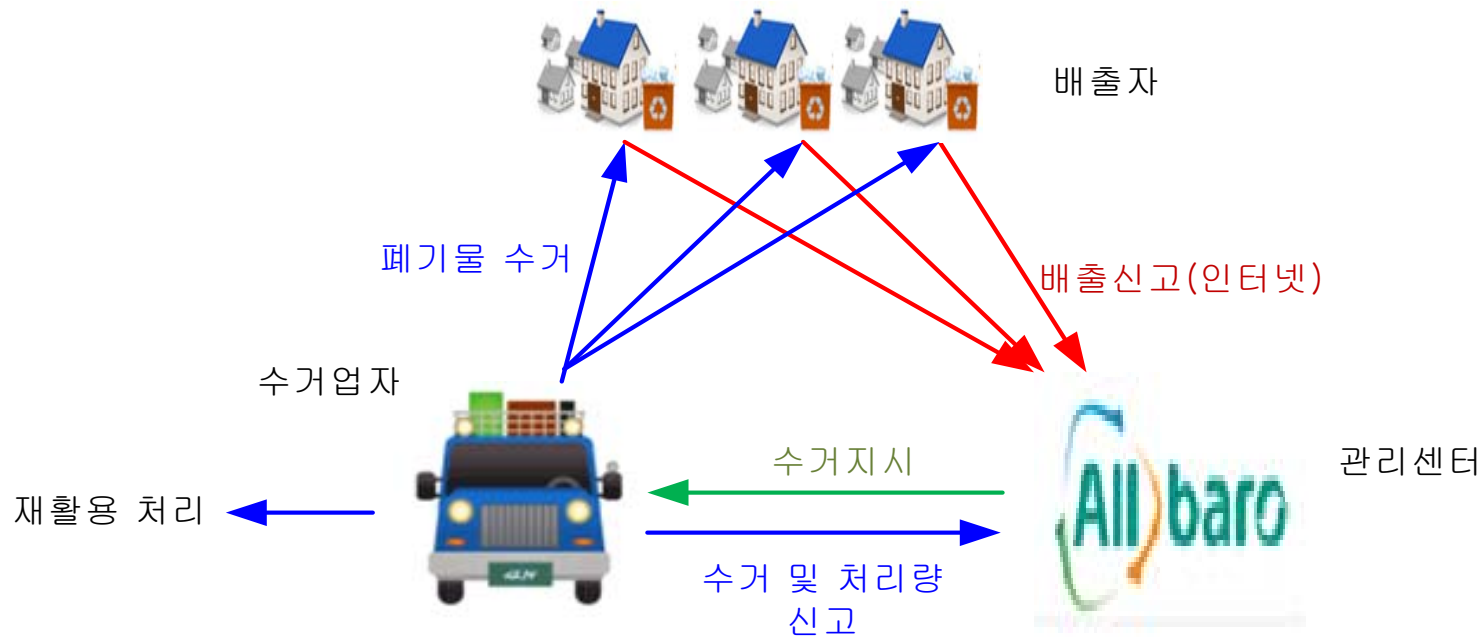 배출자
폐기물 수거
배출신고(인터넷)
수거업자
수거지시
관리센터
All baro
재활용 처리
수거 및 처리량
신고